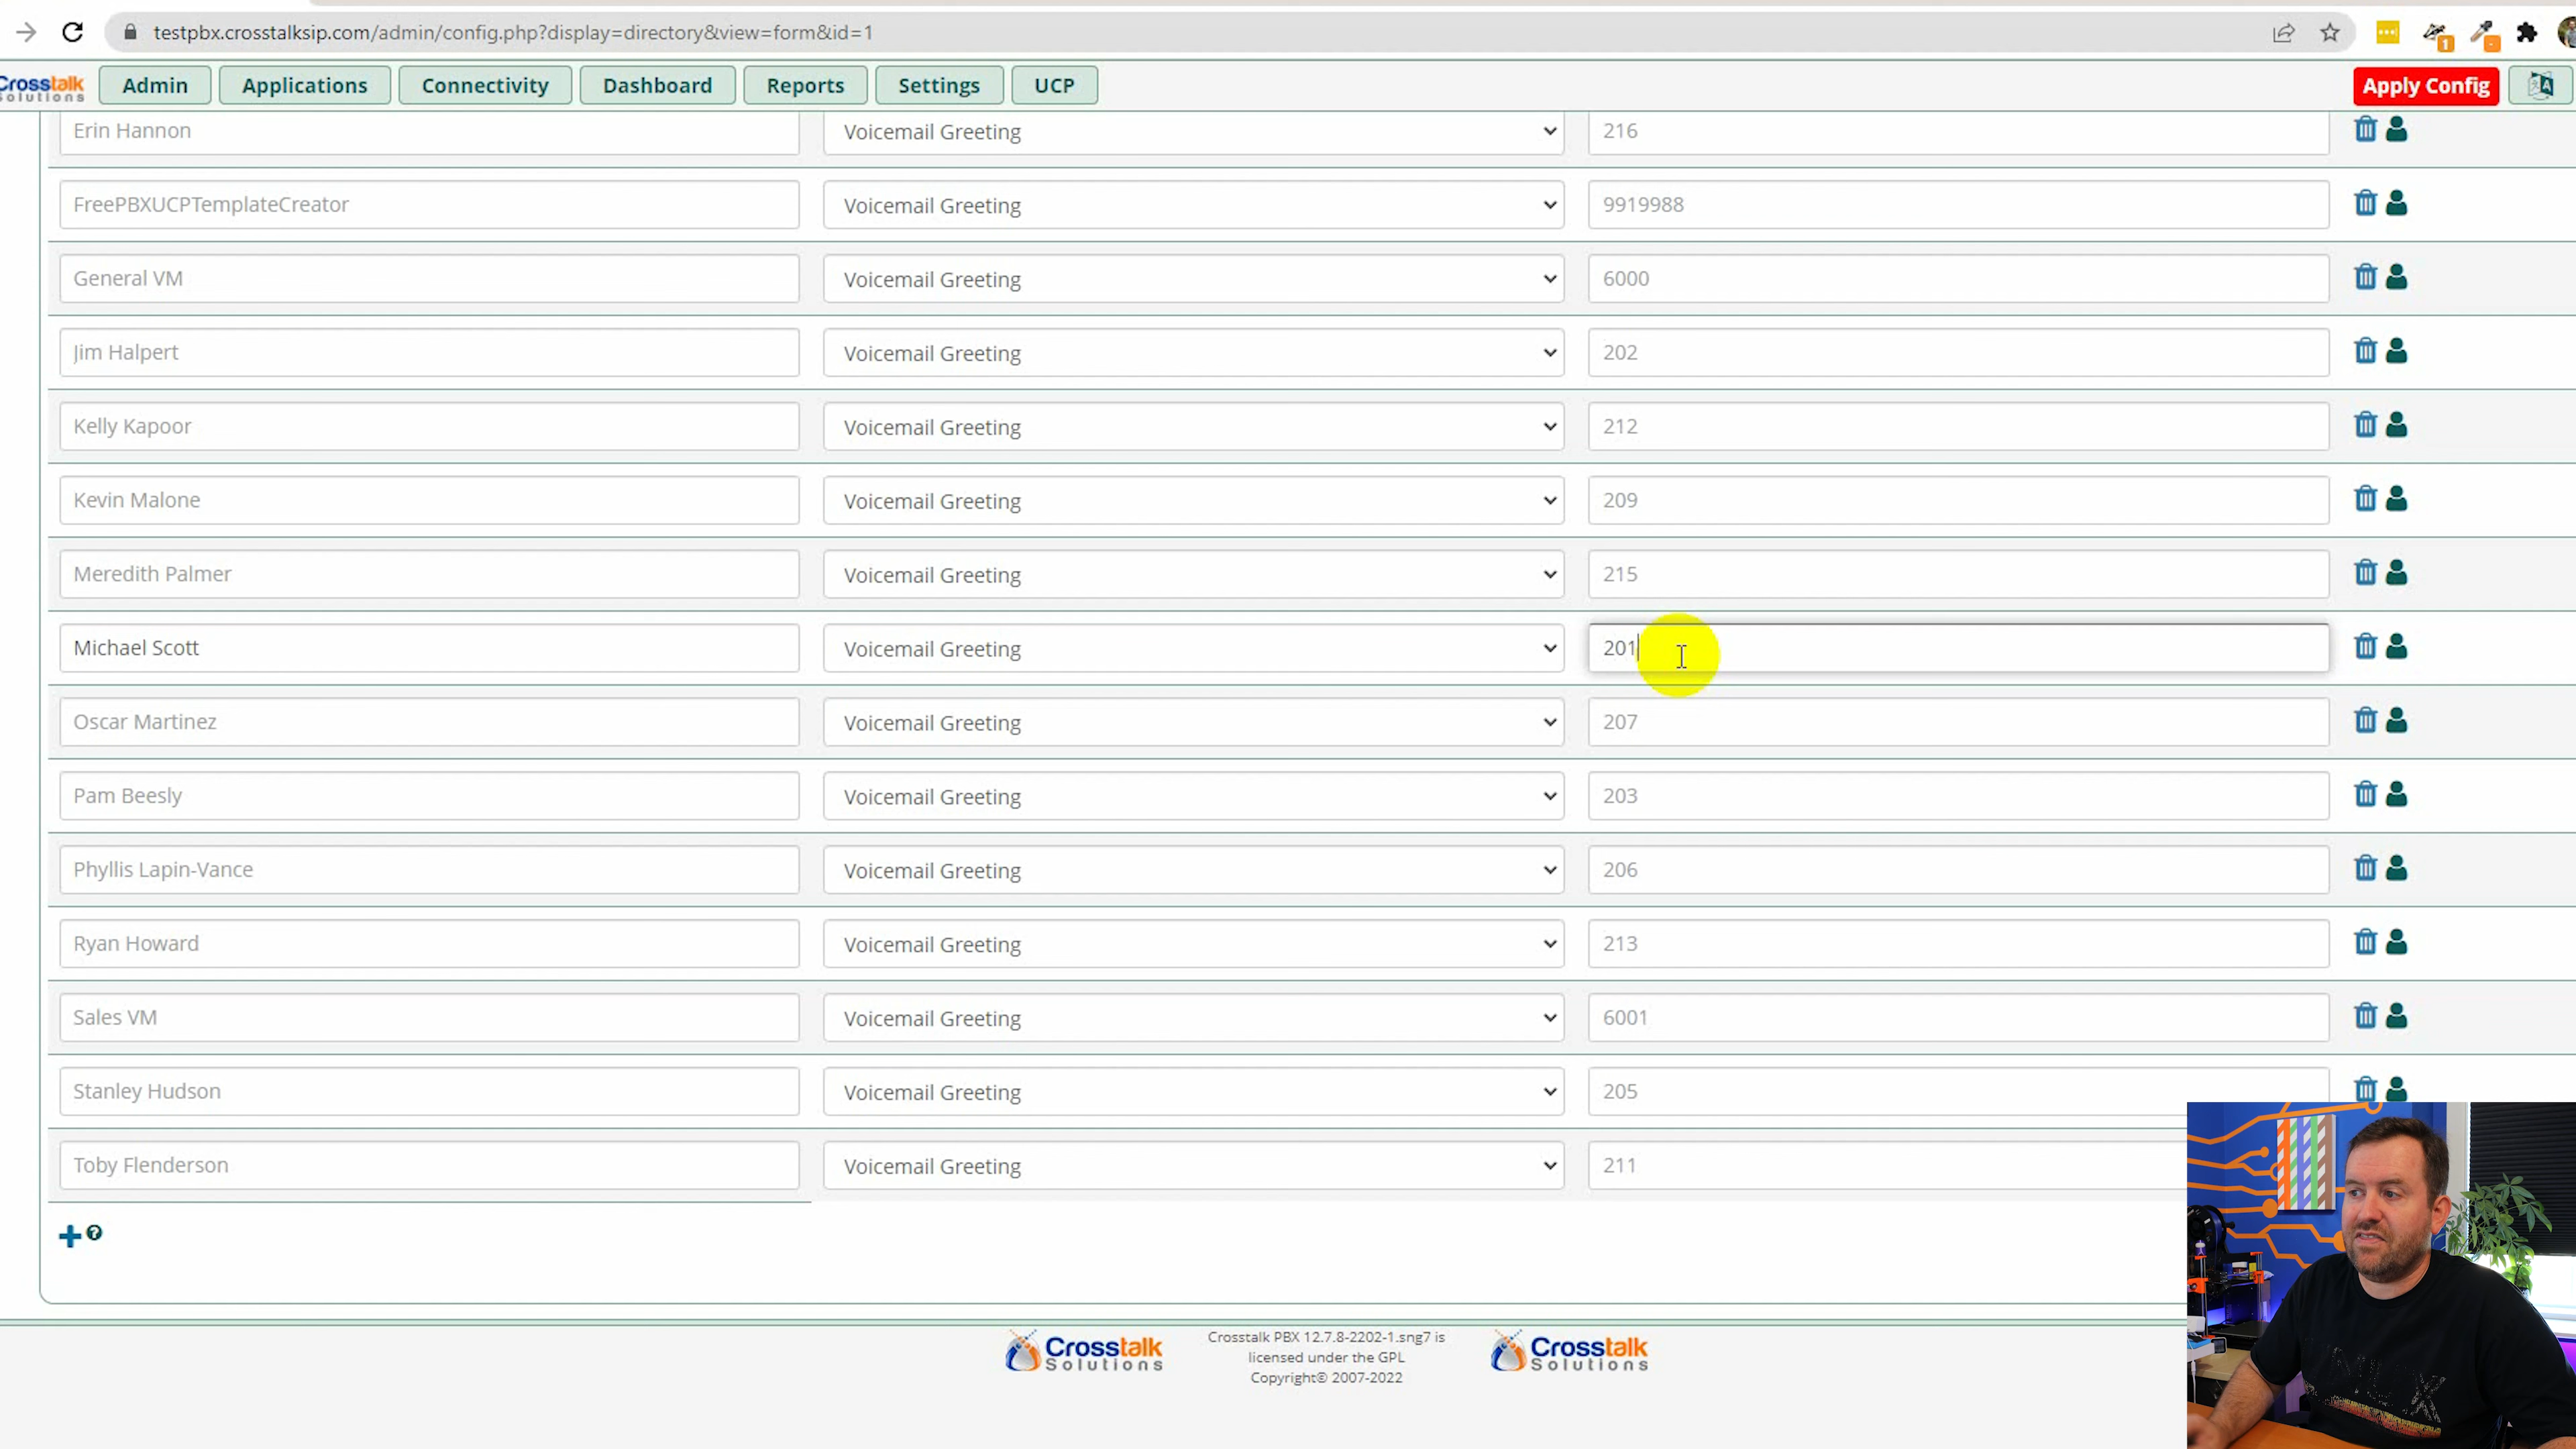 testpbx.crosstalksip.com/admin/config.php?display=directory&view=form&id=1
1
Crosstalk Solutions Admin Applications Connectivity Dashboard Reports Settings UCP Apply Config
Erin Hannon Voicemail Greeting 216
FreePBXUCPTemplateCreator Voicemail Greeting 9919988
General VM Voicemail Greeting 6000
Jim Halpert Voicemail Greeting 202
Kelly Kapoor Voicemail Greeting 212
Kevin Malone Voicemail Greeting 209
Meredith Palmer Voicemail Greeting 215
Michael Scott Voicemail Greeting 201
Oscar Martinez Voicemail Greeting 207
Pam Beesly Voicemail Greeting 203
Phyllis Lapin-Vance Voicemail Greeting 206
Ryan Howard Voicemail Greeting 213
Sales VM Voicemail Greeting 6001
Stanley Hudson Voicemail Greeting 205
Toby Flenderson Voicemail Greeting 211
Crosstalk Solutions
Crosstalk PBX 12.7.8-2202-1.sng7 is
licensed under the GPL
Copyright© 2007-2022
Crosstalk Solutions